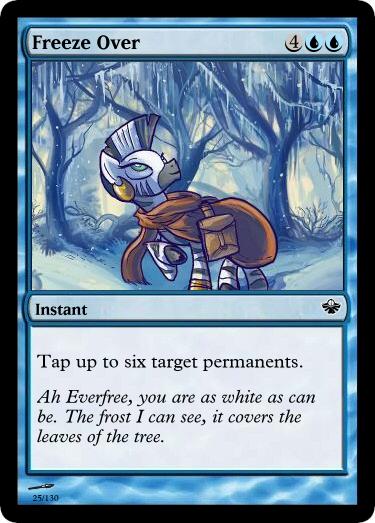 Freeze Over 4
Instant
Tap up to six target permanents.
Ah Everfree, you are as white as can
be. The frost I can see, it covers the
leaves of the tree.
25/130